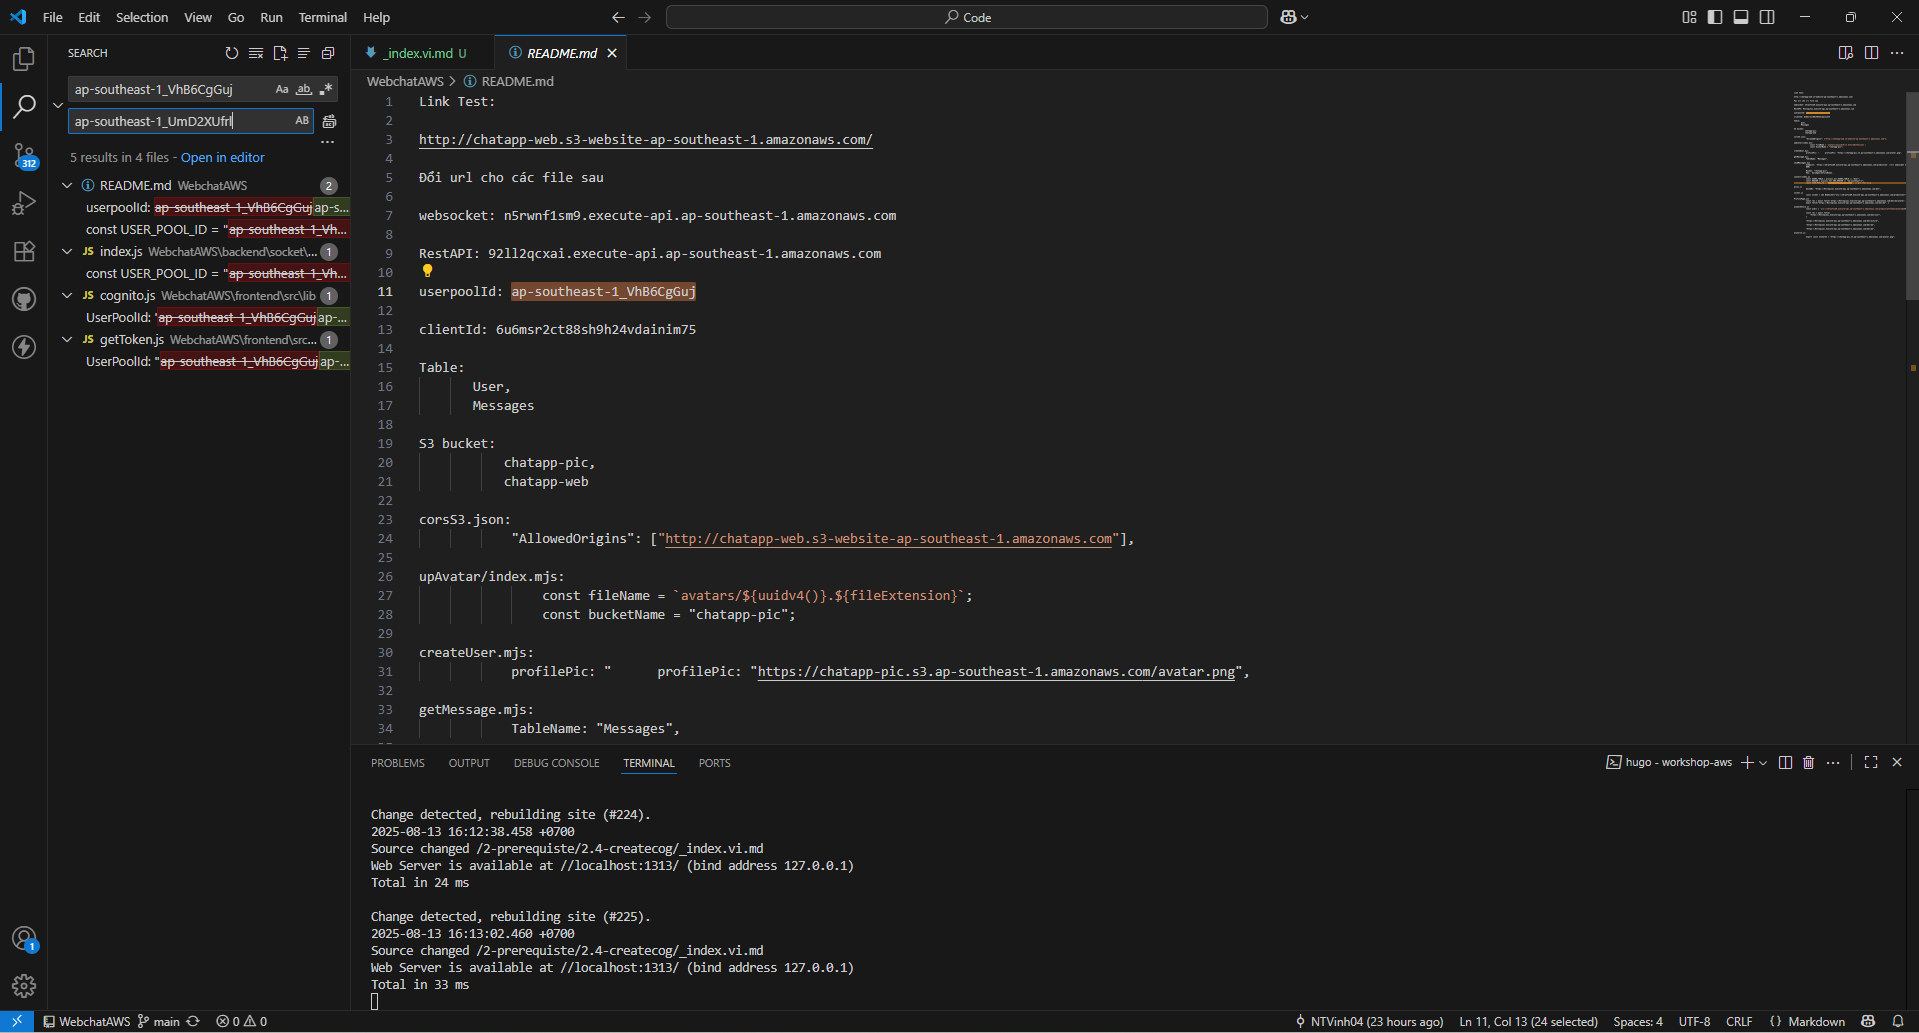 File Edit Selection View Go Run Terminal Help
Code
SEARCH
ap-southeast-1_VhB6CgGuj
Aa ab
ap-southeast-1_UmD2XUfrl
AB
5 results in 4 files - Open in editor
README.md WebchatAWS 2
userpoolId: ap-southeast-1_VhB6CgGujap-s...
const USER_POOL_ID = "ap-southeast-1_Vh...
JS index.js WebchatAWS\backend\socket\... 1
const USER_POOL_ID = "ap-southeast-1_Vh...
JS cognito.js WebchatAWS\frontend\src\lib 1
UserPoolId: "ap-southeast-1_VhB6CgGujap-...
JS getToken.js WebchatAWS\frontend\src... 1
UserPoolId: "ap-southeast-1_VhB6CgGujap-...
312
1
_index.vi.md U
README.md
WebchatAWS > README.md
1 Link Test:
2
3 http://chatapp-web.s3-website-ap-southeast-1.amazonaws.com/
4
5 Đổi url cho các file sau
6
7 websocket: n5rwnf1sm9.execute-api.ap-southeast-1.amazonaws.com
8
9 RestAPI: 92ll2qcxai.execute-api.ap-southeast-1.amazonaws.com
10
11 userpoolId: ap-southeast-1_VhB6CgGuj
12
13 clientId: 6u6msr2ct88sh9h24vdainim75
14
15 Table:
16 User,
17 Messages
18
19 S3 bucket:
20 chatapp-pic,
21 chatapp-web
22
23 corsS3.json:
24 "AllowedOrigins": ["http://chatapp-web.s3-website-ap-southeast-1.amazonaws.com"],
25
26 upAvatar/index.mjs:
27 const fileName = `avatars/${uuidv4()}.${fileExtension}`;
28 const bucketName = "chatapp-pic";
29
30 createUser.mjs:
31 profilePic: " profilePic: "https://chatapp-pic.s3.ap-southeast-1.amazonaws.com/avatar.png",
32
33 getMessage.mjs:
34 TableName: "Messages",
PROBLEMS OUTPUT DEBUG CONSOLE TERMINAL PORTS
hugo - workshop-aws
Change detected, rebuilding site (#224).
2025-08-13 16:12:38.458 +0700
Source changed /2-prerequiste/2.4-createcog/_index.vi.md
Web Server is available at //localhost:1313/ (bind address 127.0.0.1)
Total in 24 ms
Change detected, rebuilding site (#225).
2025-08-13 16:13:02.460 +0700
Source changed /2-prerequiste/2.4-createcog/_index.vi.md
Web Server is available at //localhost:1313/ (bind address 127.0.0.1)
Total in 33 ms
WebchatAWS main 0 0
NTVinh04 (23 hours ago) Ln 11, Col 13 (24 selected) Spaces: 4 UTF-8 CRLF {} Markdown